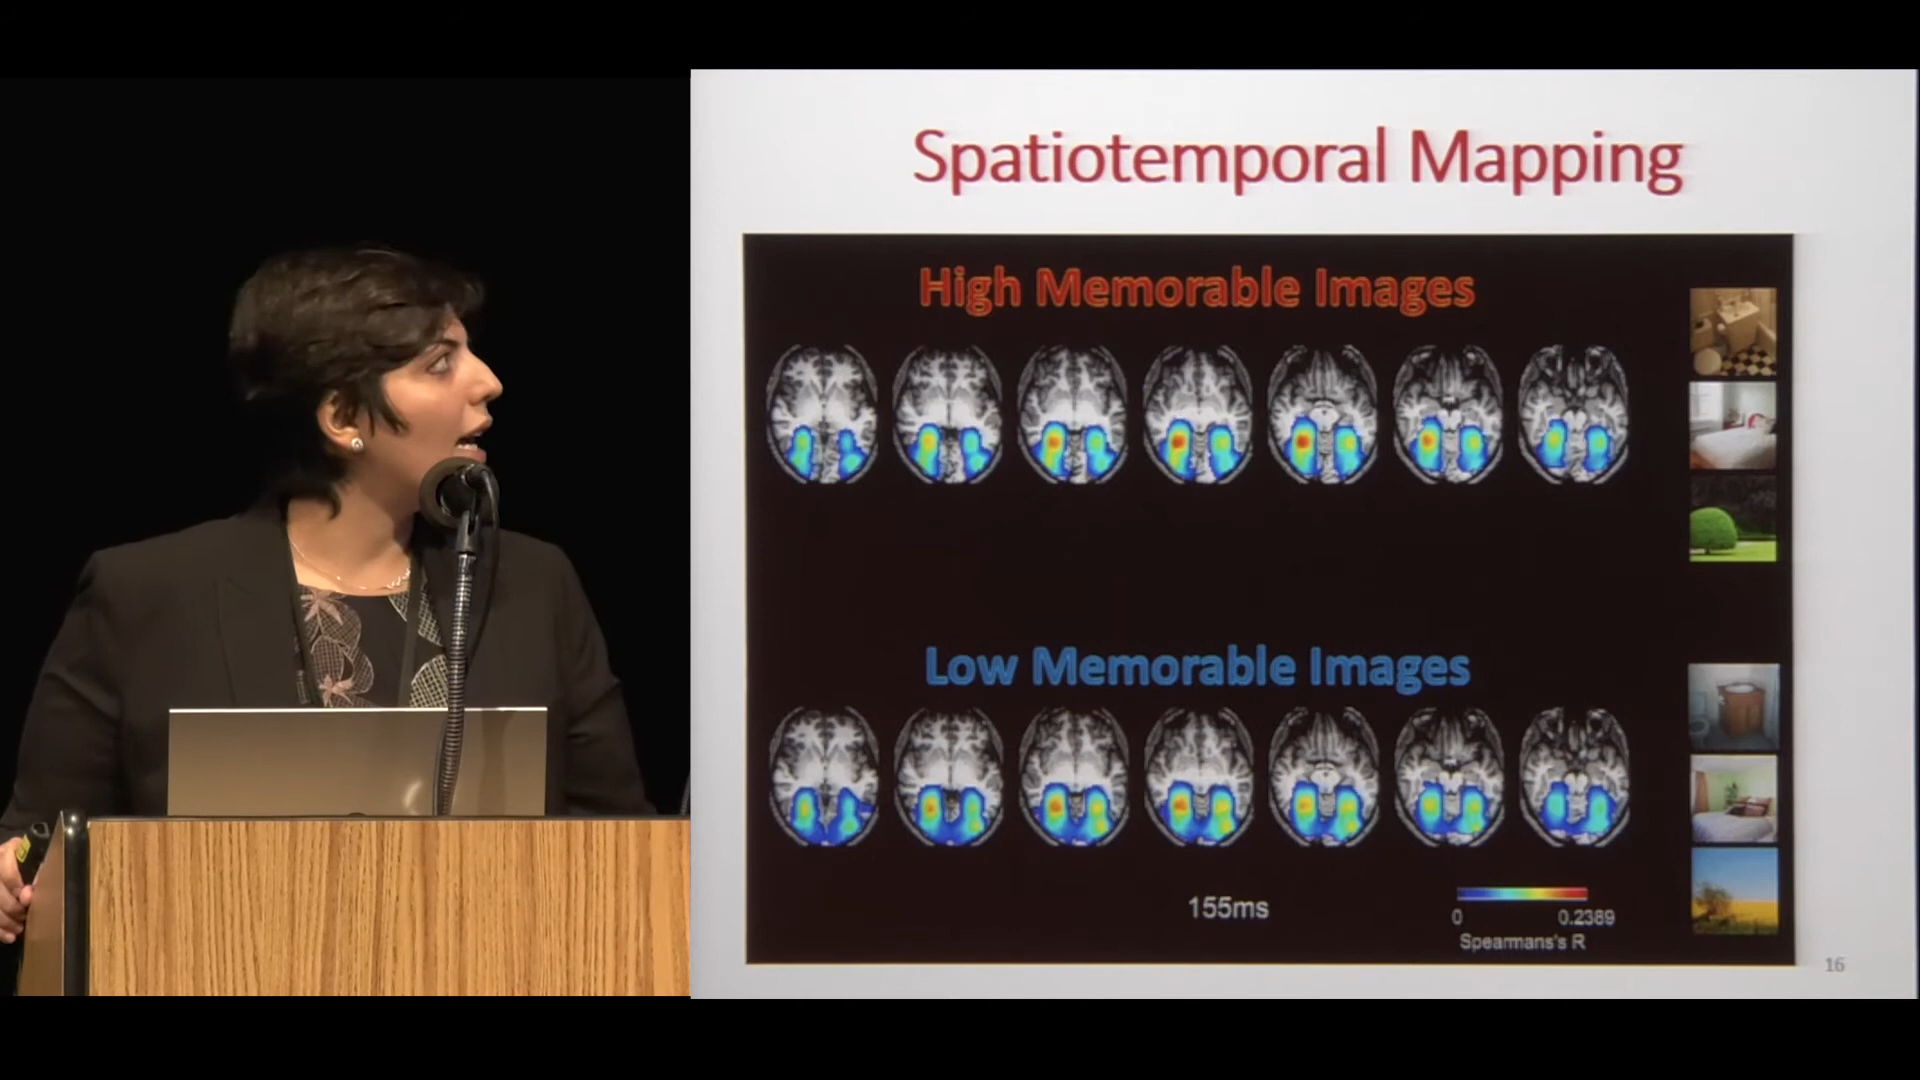 Spatiotemporal Mapping
High Memorable Images
Low Memorable Images
155ms
0 0.2389
Spearmans's R
16